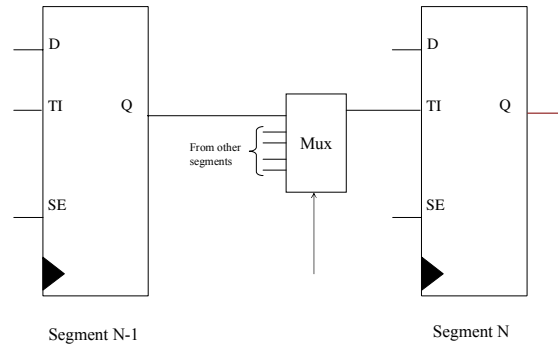 D
TI
Q
SE
Segment N-1
From other
segments
Mux
D
TI
Q
SE
Segment N